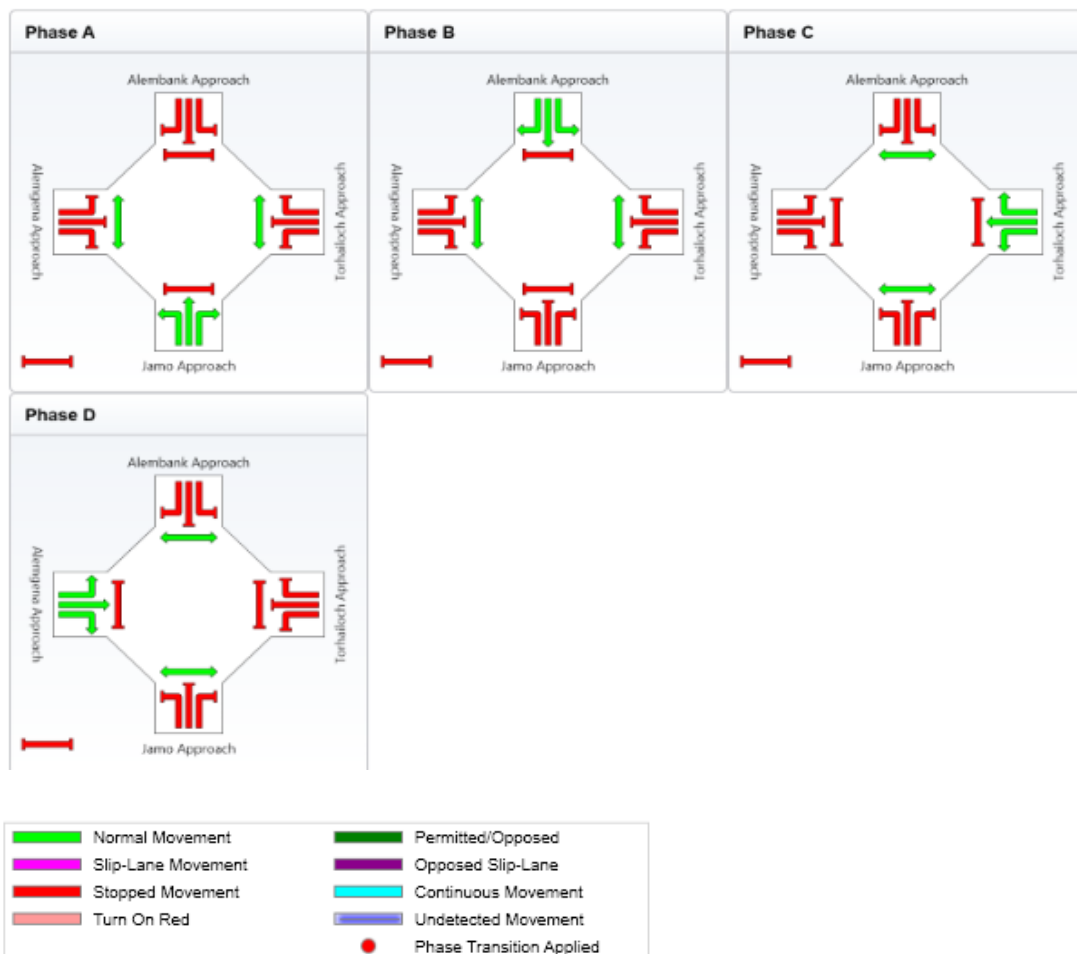 Phase A
Alembank Approach
Alemgena Approach
Torhailoch Approach
Jamo Approach
Phase B
Alembank Approach
Alemgena Approach
Torhailoch Approach
Jamo Approach
Phase C
Alembank Approach
Alemgena Approach
Torhailoch Approach
Jamo Approach
Phase D
Alembank Approach
Alemgena Approach
Torhailoch Approach
Jamo Approach
Normal Movement
Permitted/Opposed
Slip-Lane Movement
Opposed Slip-Lane
Stopped Movement
Continuous Movement
Turn On Red
Undetected Movement
Phase Transition Applied